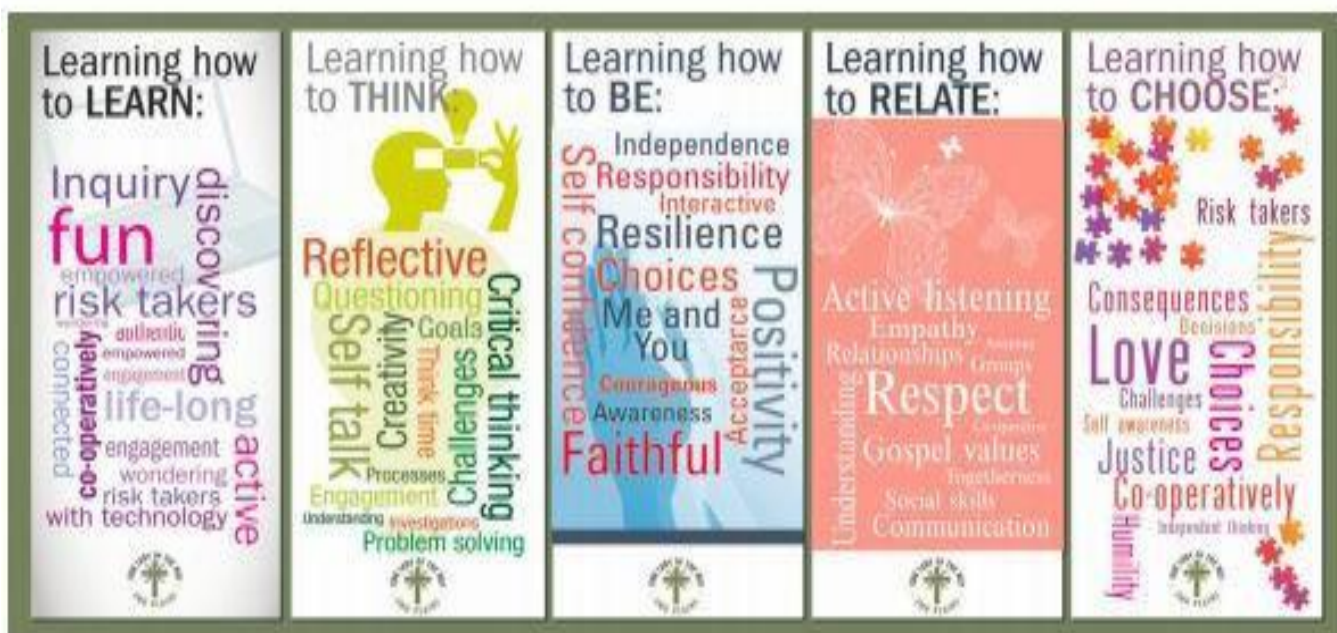 Learning how
to LEARN:
Inquiry
discovering
fun
empowered
risk takers
wondering
authentic
empowered
engagement
connected
co-operatively
life-long
engagement
active
wondering
risk takers
with technology
Learning how
to THINK:
Reflective
Questioning
Critical thinking
Self talk
Creativity
Goals
Think time
Challenges
Processes
Engagement
Understanding
Investigations
Problem solving
Learning how
to BE:
Independence
Self confidence
Responsibility
Interactive
Resilience
Choices
Positivity
Me and
You
Acceptance
Courageous
Awareness
Faithful
Learning how
to RELATE:
Active listening
Empathy
Relationships
Groups
Respect
Understanding
Gospel values
Togetherness
Social skills
Communication
Learning how
to CHOOSE:
Risk takers
Responsibility
Consequences
Decisions
Love
Choices
Challenges
Self awareness
Justice
Co-operatively
Independent thinking
Humility